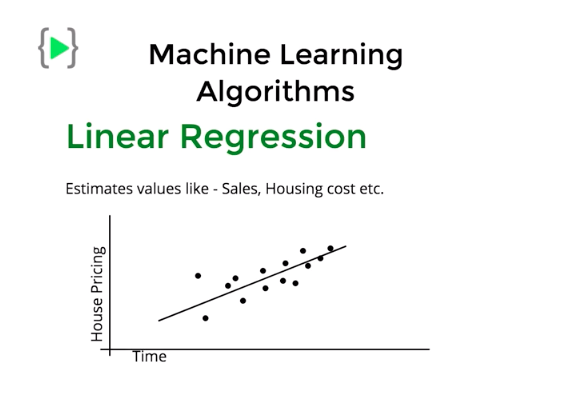 Machine Learning
Algorithms
Linear Regression
Estimates values like - Sales, Housing cost etc.
House Pricing
Time